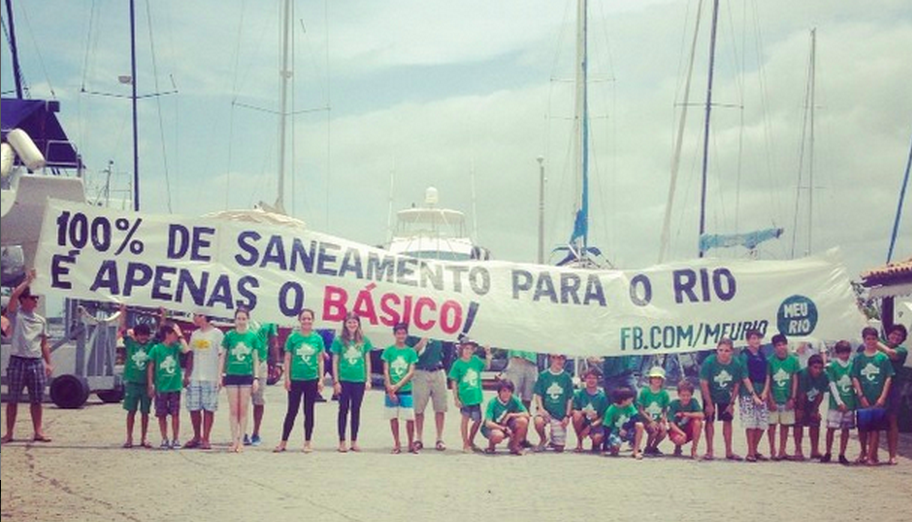 100% DE SANEAMENTO PARA O RIO
É APENAS O BÁSICO!
FB.COM/MEURIO
MEU
RIO